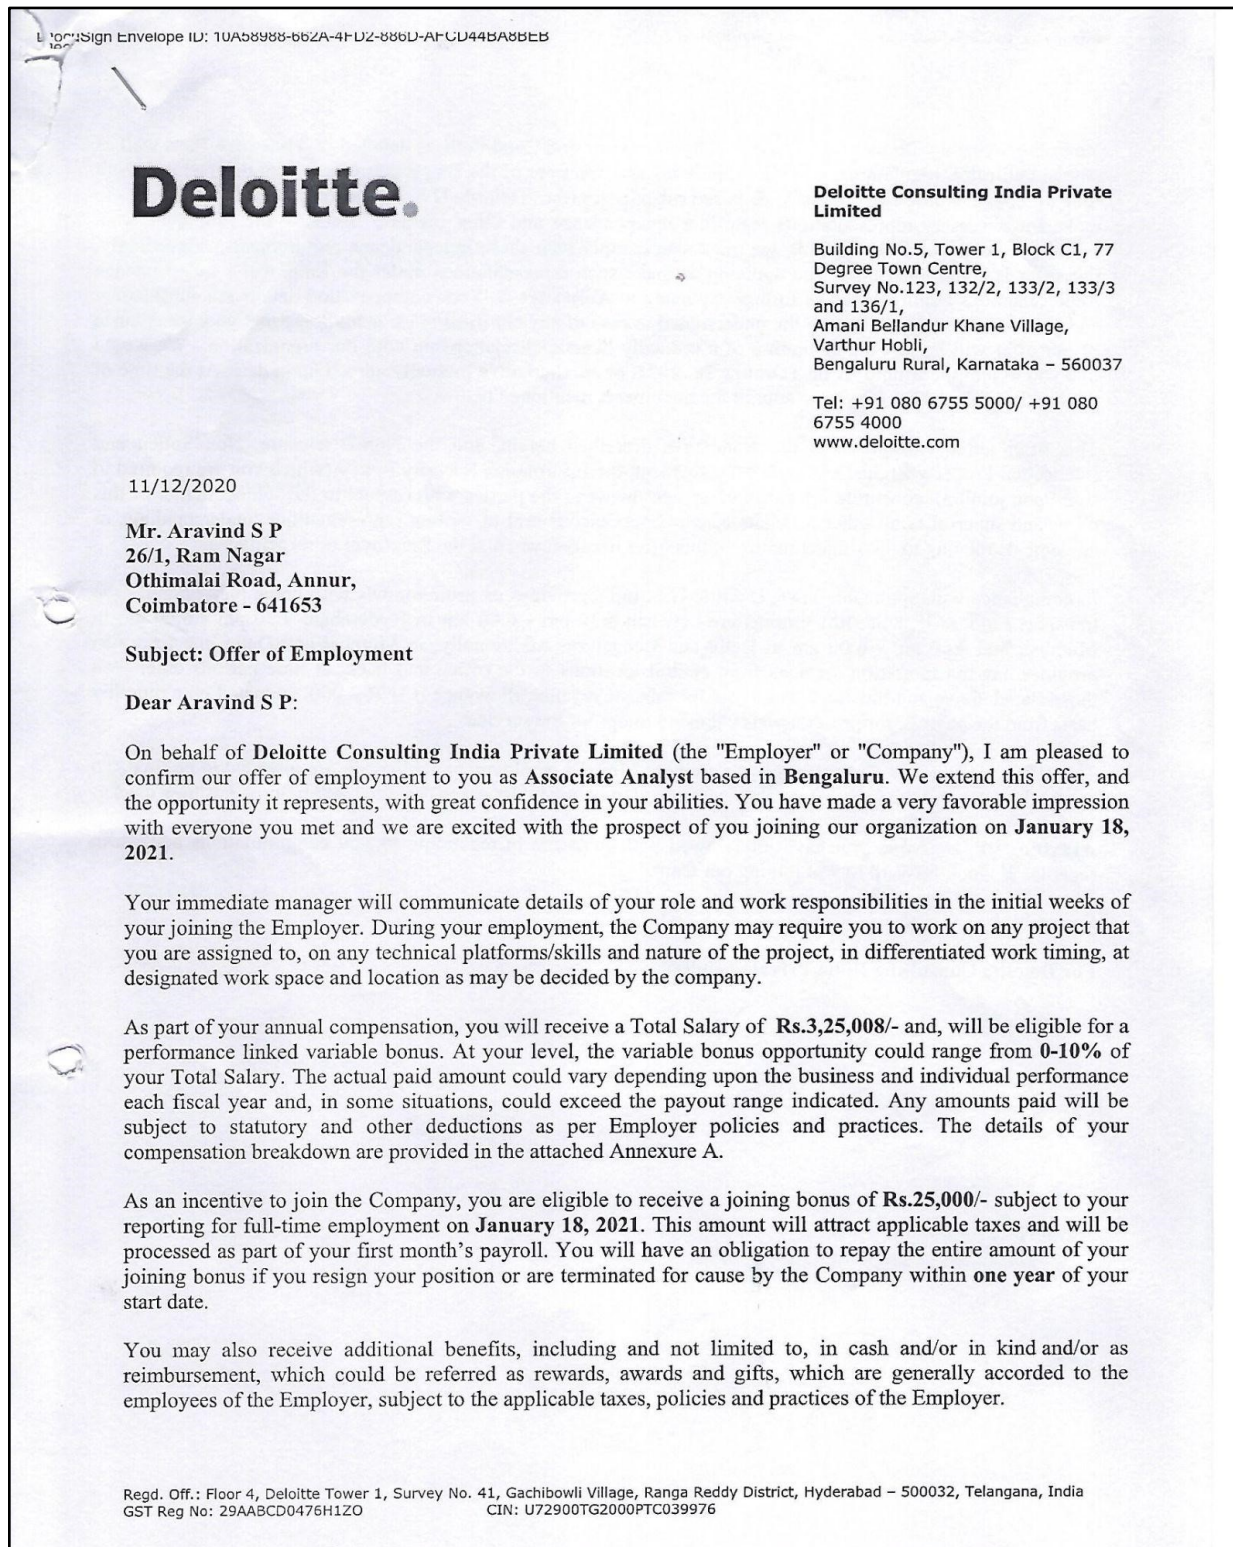 DocuSign Envelope ID: 10A58988-662A-4FD2-886D-AFCD44BA8BEB
Deloitte.
Deloitte Consulting India Private
Limited
Building No.5, Tower 1, Block C1, 77
Degree Town Centre,
Survey No.123, 132/2, 133/2, 133/3
and 136/1,
Amani Bellandur Khane Village,
Varthur Hobli,
Bengaluru Rural, Karnataka – 560037
Tel: +91 080 6755 5000/ +91 080
6755 4000
www.deloitte.com
11/12/2020
Mr. Aravind S P
26/1, Ram Nagar
Othimalai Road, Annur,
Coimbatore - 641653
Subject: Offer of Employment
Dear Aravind S P:
On behalf of Deloitte Consulting India Private Limited (the "Employer" or "Company"), I am pleased to
confirm our offer of employment to you as Associate Analyst based in Bengaluru. We extend this offer, and
the opportunity it represents, with great confidence in your abilities. You have made a very favorable impression
with everyone you met and we are excited with the prospect of you joining our organization on January 18,
2021.
Your immediate manager will communicate details of your role and work responsibilities in the initial weeks of
your joining the Employer. During your employment, the Company may require you to work on any project that
you are assigned to, on any technical platforms/skills and nature of the project, in differentiated work timing, at
designated work space and location as may be decided by the company.
As part of your annual compensation, you will receive a Total Salary of Rs.3,25,008/- and, will be eligible for a
performance linked variable bonus. At your level, the variable bonus opportunity could range from 0-10% of
your Total Salary. The actual paid amount could vary depending upon the business and individual performance
each fiscal year and, in some situations, could exceed the payout range indicated. Any amounts paid will be
subject to statutory and other deductions as per Employer policies and practices. The details of your
compensation breakdown are provided in the attached Annexure A.
As an incentive to join the Company, you are eligible to receive a joining bonus of Rs.25,000/- subject to your
reporting for full-time employment on January 18, 2021. This amount will attract applicable taxes and will be
processed as part of your first month's payroll. You will have an obligation to repay the entire amount of your
joining bonus if you resign your position or are terminated for cause by the Company within one year of your
start date.
You may also receive additional benefits, including and not limited to, in cash and/or in kind and/or as
reimbursement, which could be referred as rewards, awards and gifts, which are generally accorded to the
employees of the Employer, subject to the applicable taxes, policies and practices of the Employer.
Regd. Off.: Floor 4, Deloitte Tower 1, Survey No. 41, Gachibowli Village, Ranga Reddy District, Hyderabad – 500032, Telangana, India
GST Reg No: 29AABCD0476H1ZO CIN: U72900TG2000PTC039976